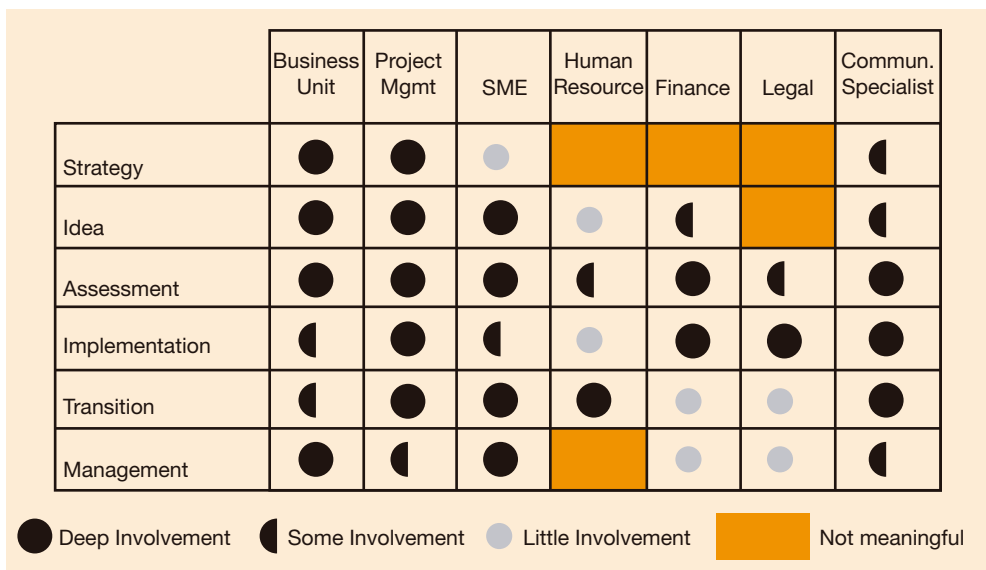 Business Unit
Project Mgmt
SME
Human Resource
Finance
Legal
Commun. Specialist
Strategy
Idea
Assessment
Implementation
Transition
Management
Deep Involvement
Some Involvement
Little Involvement
Not meaningful